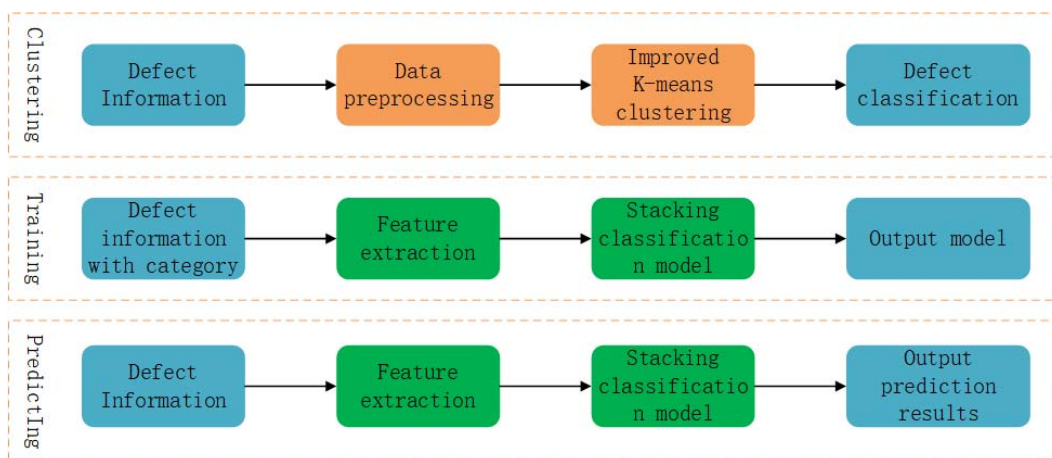 Clustering
Defect
Information
Data
preprocessing
Improved
K-means
clustering
Defect
classification
Training
Defect
information
with category
Feature
extraction
Stacking
classificatio
n model
Output model
PredictIng
Defect
Information
Feature
extraction
Stacking
classificatio
n model
Output
prediction
results